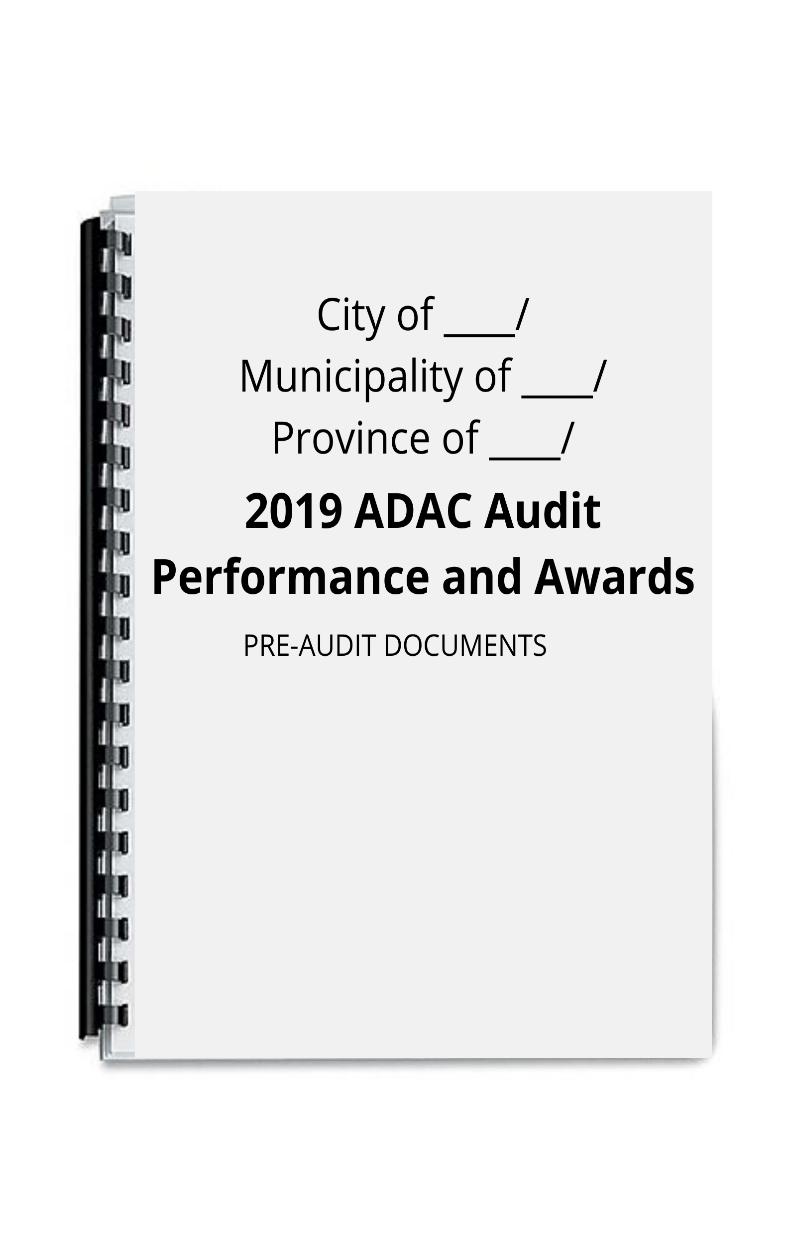 City of ____/
Municipality of ____/
Province of ____/
2019 ADAC Audit
Performance and Awards
PRE-AUDIT DOCUMENTS